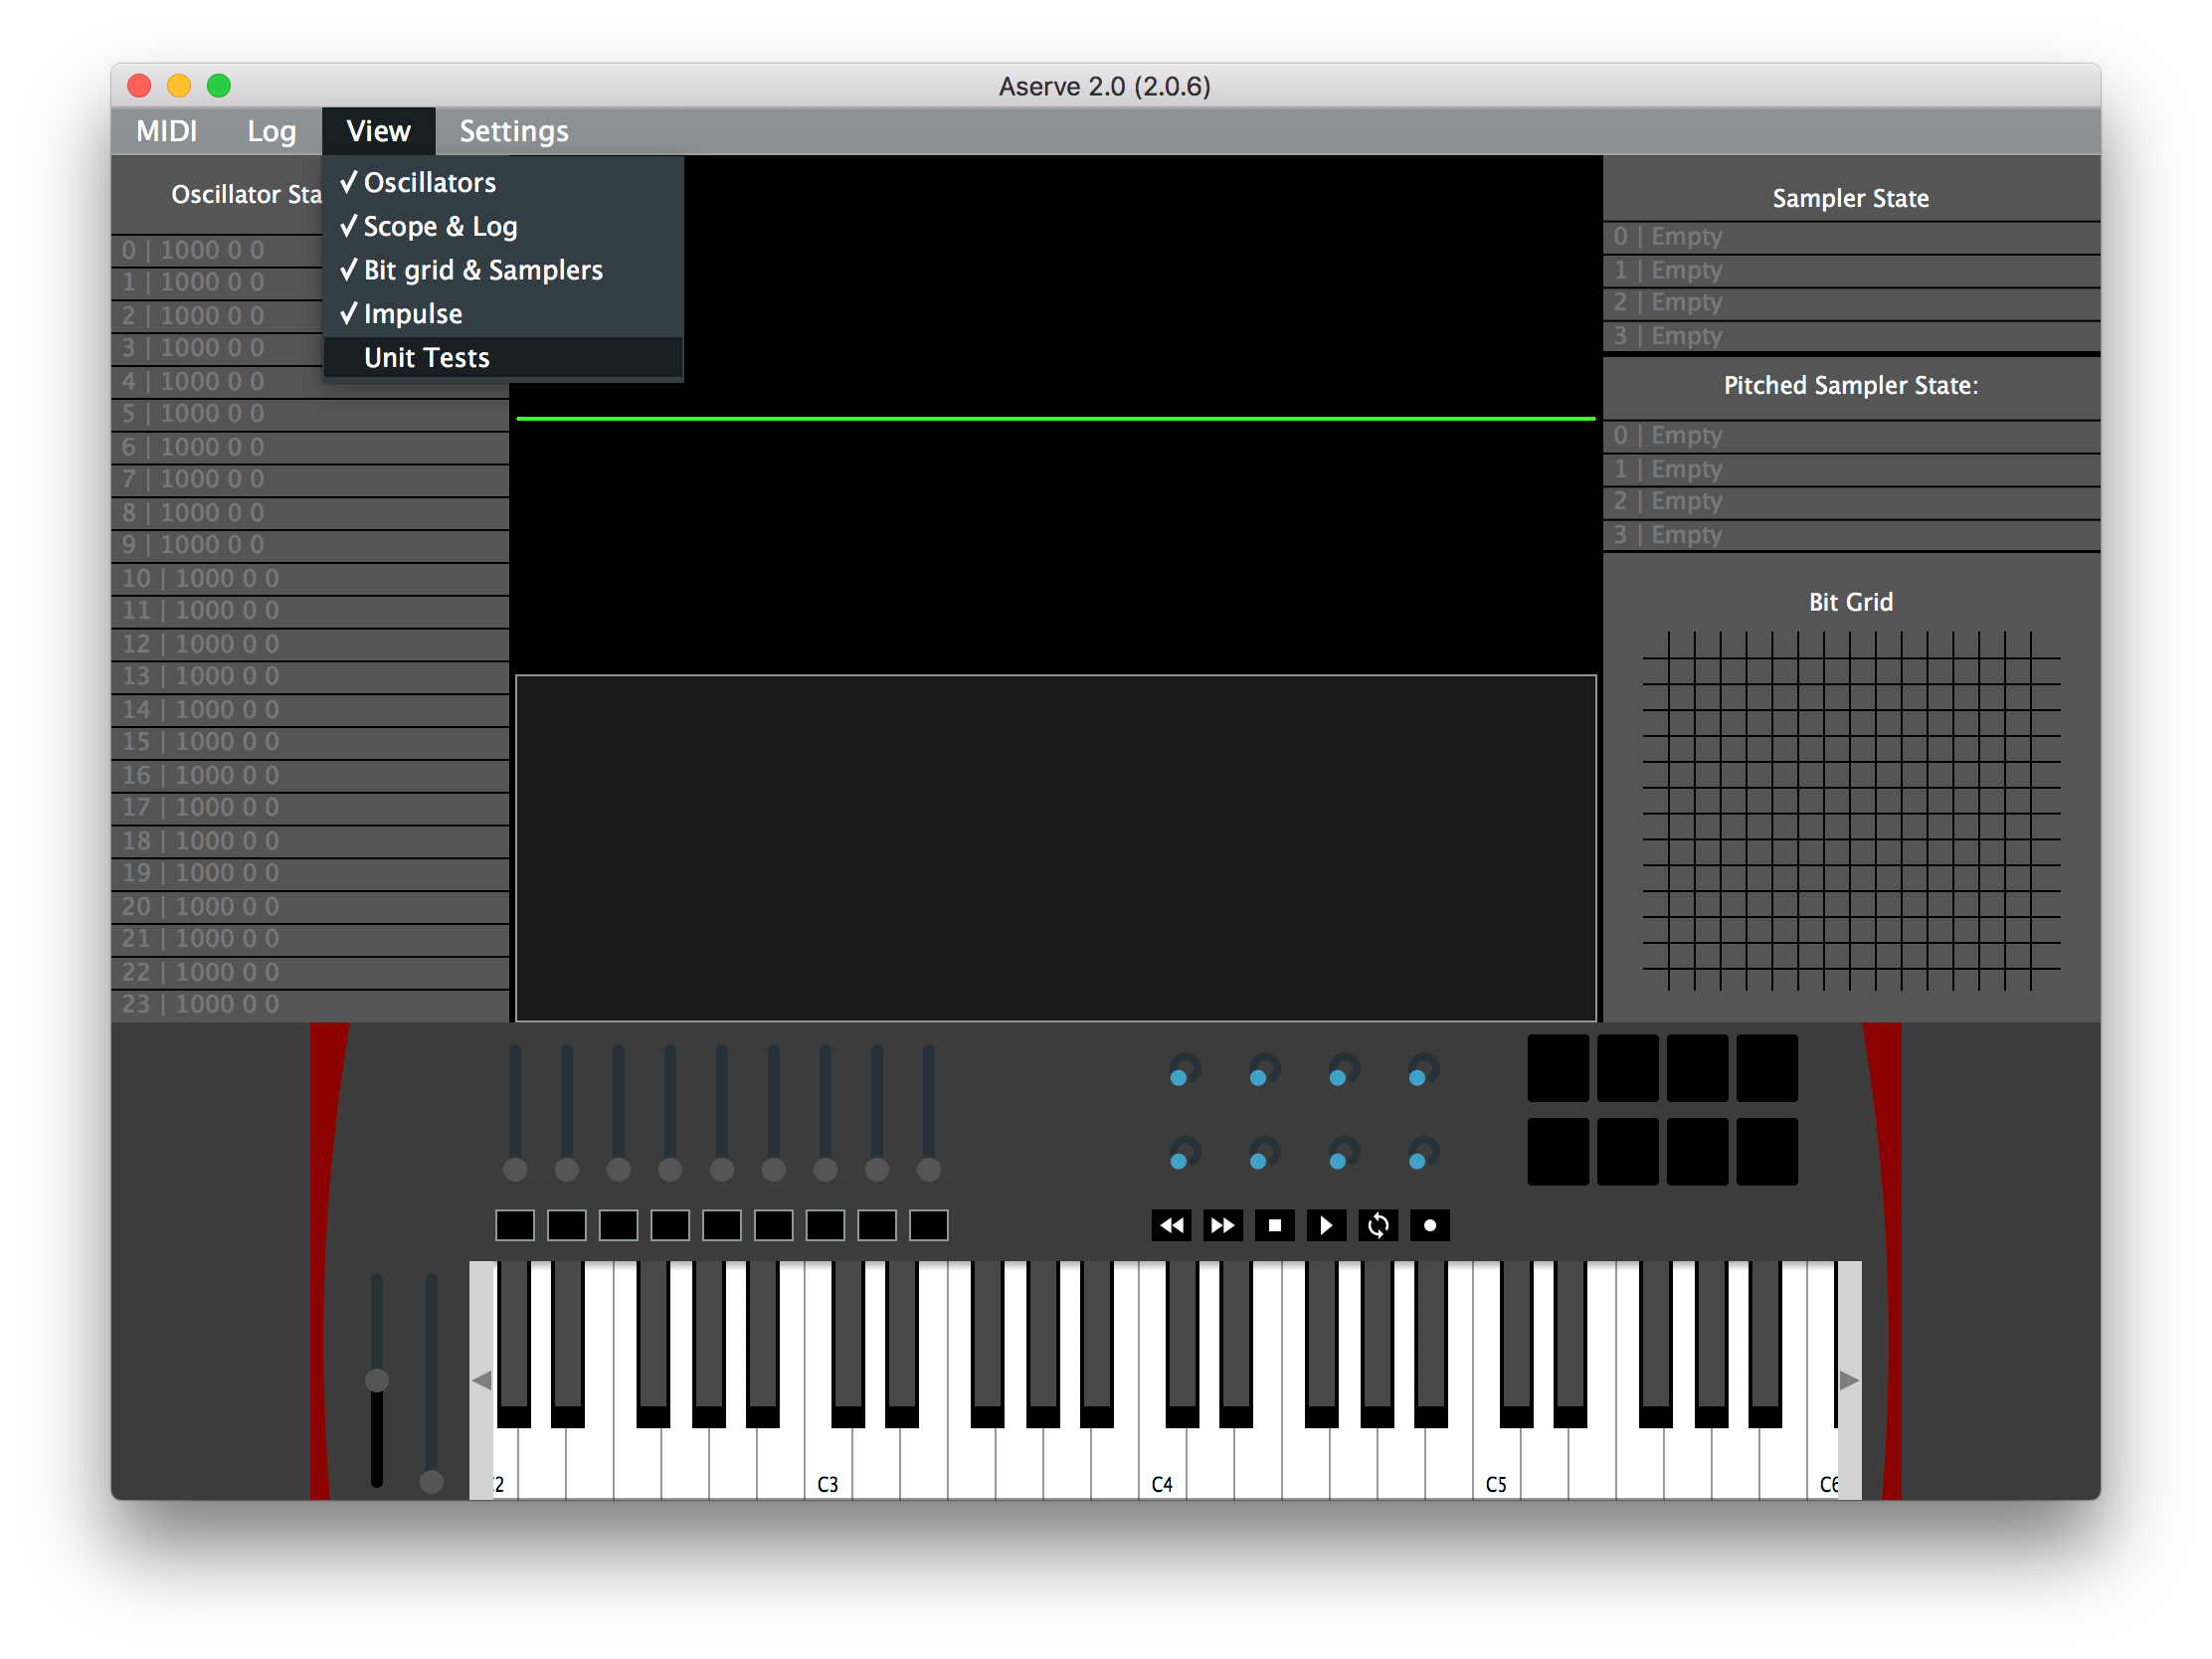 Aserve 2.0 (2.0.6)
MIDI Log View Settings
Oscillator Sta
✓ Oscillators
✓ Scope & Log
✓ Bit grid & Samplers
✓ Impulse
Unit Tests
0 | 1000 0 0
1 | 1000 0 0
2 | 1000 0 0
3 | 1000 0 0
4 | 1000 0 0
5 | 1000 0 0
6 | 1000 0 0
7 | 1000 0 0
8 | 1000 0 0
9 | 1000 0 0
10 | 1000 0 0
11 | 1000 0 0
12 | 1000 0 0
13 | 1000 0 0
14 | 1000 0 0
15 | 1000 0 0
16 | 1000 0 0
17 | 1000 0 0
18 | 1000 0 0
19 | 1000 0 0
20 | 1000 0 0
21 | 1000 0 0
22 | 1000 0 0
23 | 1000 0 0
Sampler State
0 | Empty
1 | Empty
2 | Empty
3 | Empty
Pitched Sampler State:
0 | Empty
1 | Empty
2 | Empty
3 | Empty
Bit Grid
C2 C3 C4 C5 C6